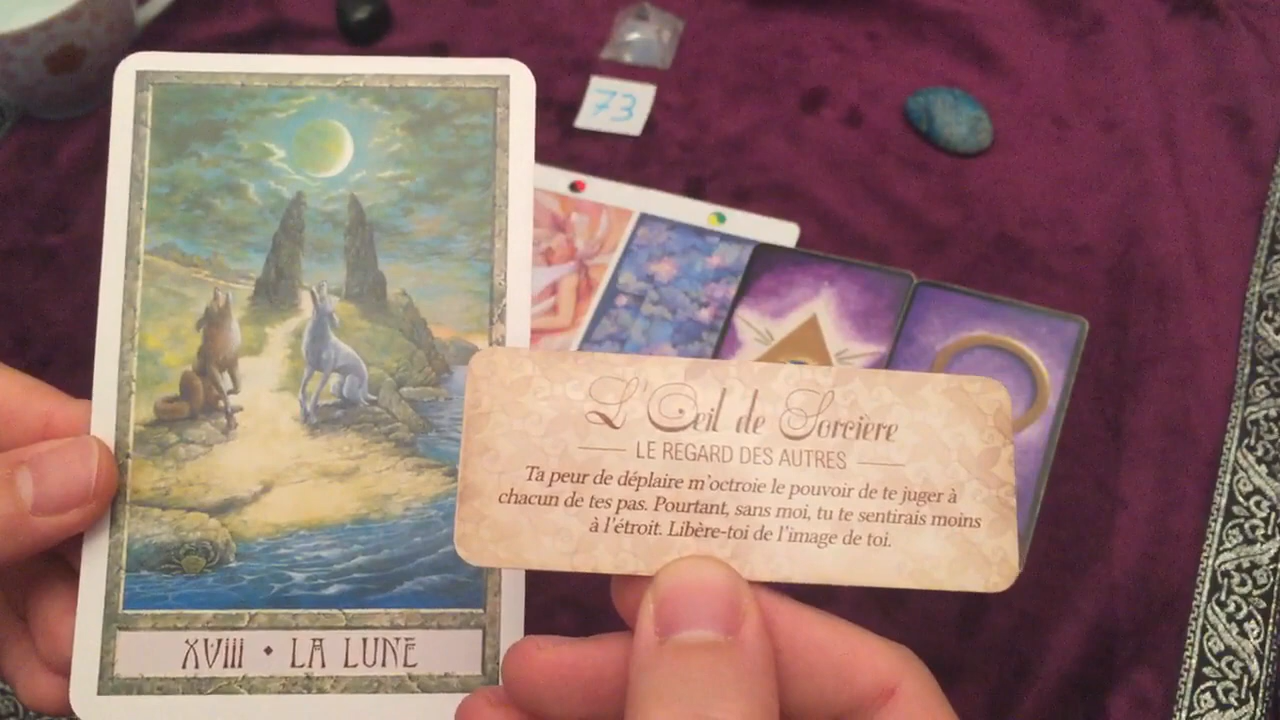 73
XVIII • LA LUNE
L'Oeil de Sorcière
LE REGARD DES AUTRES
Ta peur de déplaire m'octroie le pouvoir de te juger à
chacun de tes pas. Pourtant, sans moi, tu te sentirais moins
à l'étroit. Libère-toi de l'image de toi.